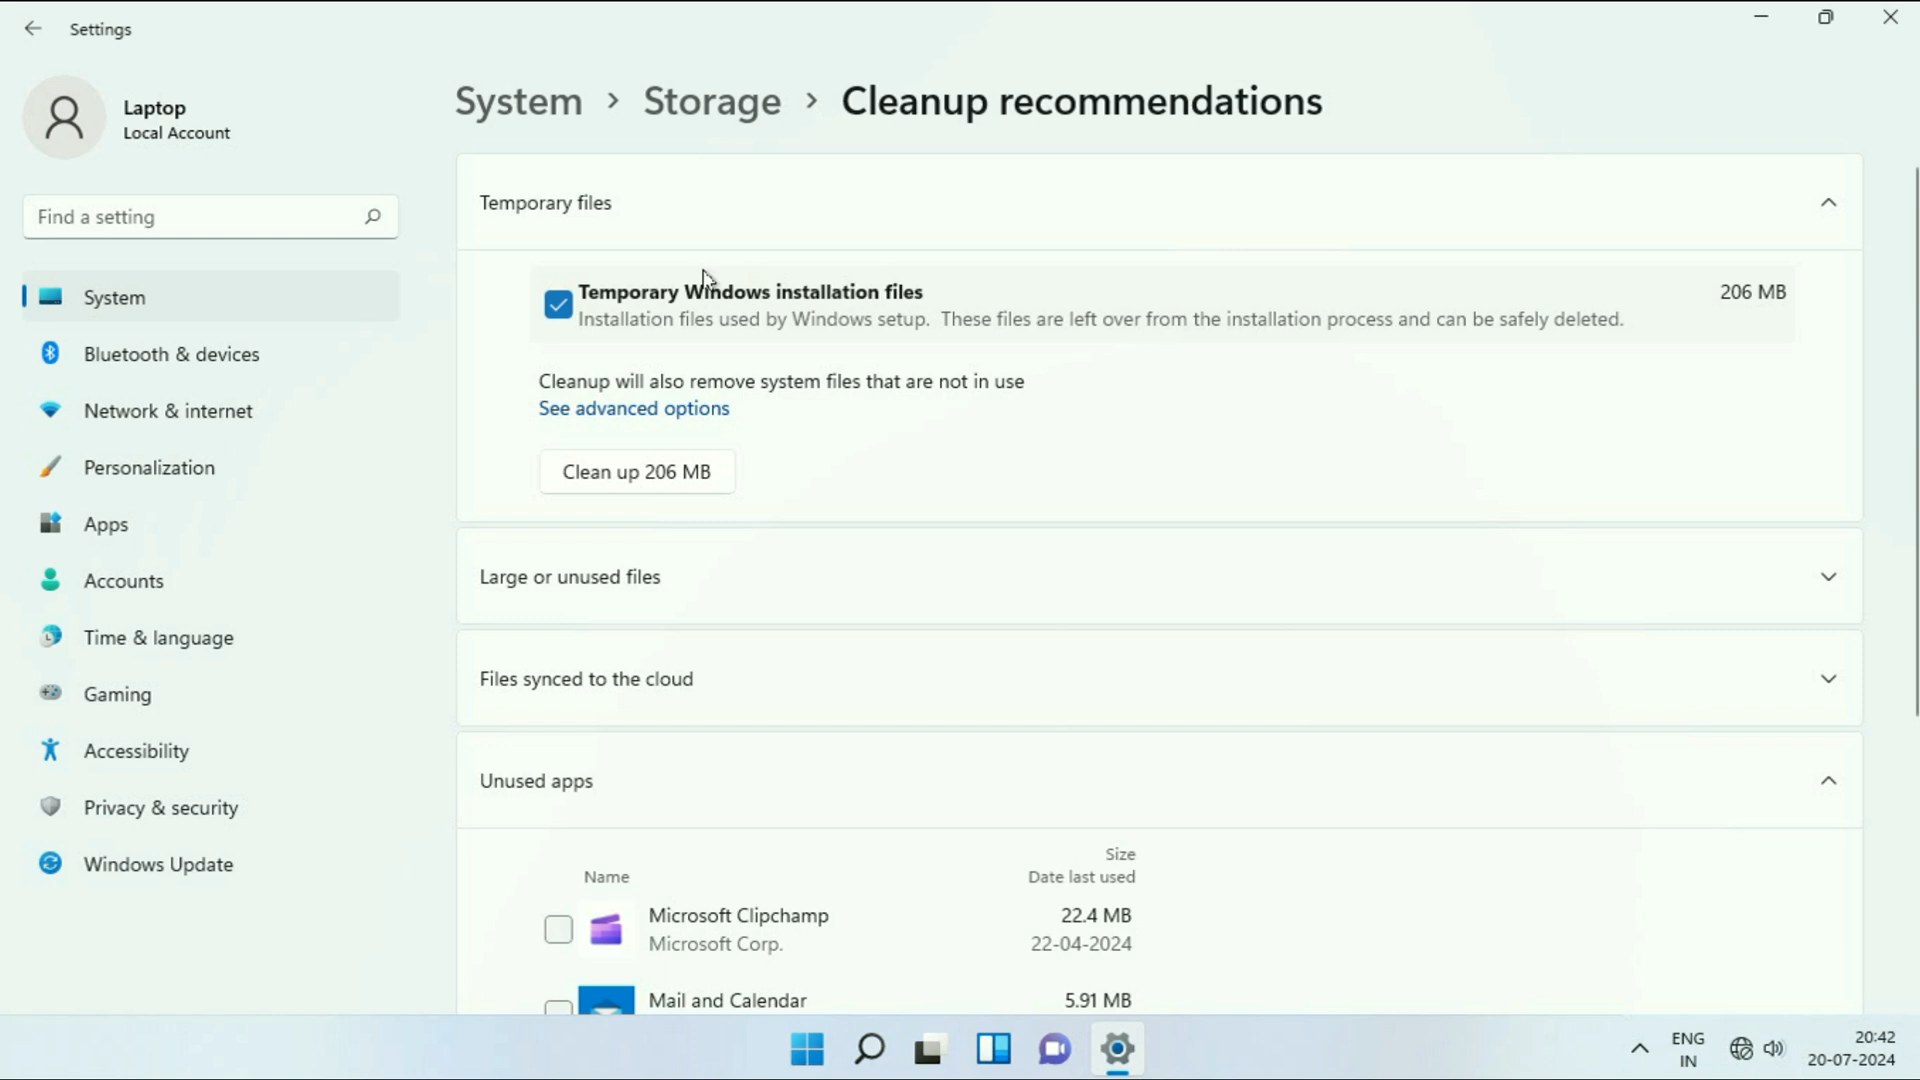 Settings
Laptop
Local Account
Find a setting
System
Bluetooth & devices
Network & internet
Personalization
Apps
Accounts
Time & language
Gaming
Accessibility
Privacy & security
Windows Update
System > Storage > Cleanup recommendations
Temporary files
Temporary Windows installation files 206 MB
Installation files used by Windows setup. These files are left over from the installation process and can be safely deleted.
Cleanup will also remove system files that are not in use
See advanced options
Clean up 206 MB
Large or unused files
Files synced to the cloud
Unused apps
Size
Name Date last used
Microsoft Clipchamp 22.4 MB
Microsoft Corp. 22-04-2024
Mail and Calendar 5.91 MB
ENG 20:42
IN 20-07-2024